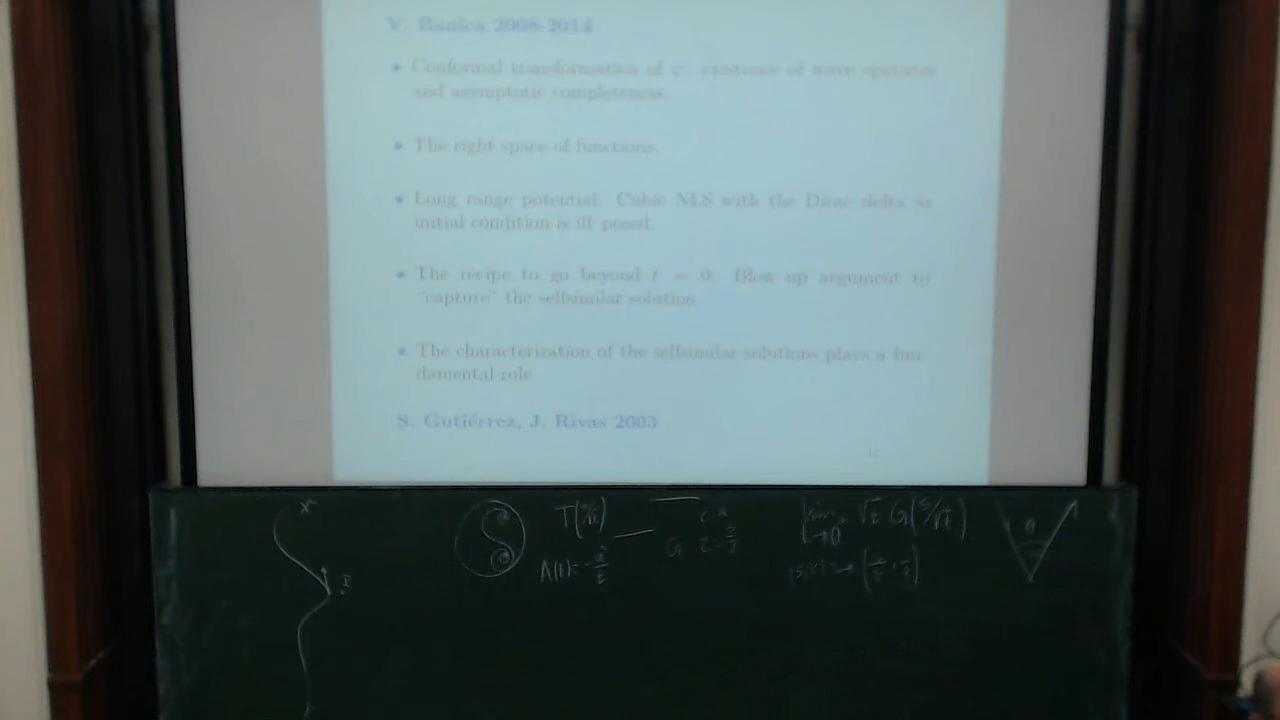 V. Banica 2008-2014
• Conformal transformation of ψ: existence of wave operator
and asymptotic completeness.
• The right space of functions.
• Long range potential. Cubic NLS with the Dirac-delta as
initial condition is ill-posed.
• The recipe to go beyond t = 0. Blow up argument to
"capture" the selfsimilar solution
• The characterization of the selfsimilar solutions plays a fun-
damental role
S. Gutiérrez, J. Rivas 2003
√t G(s/√t)
θ